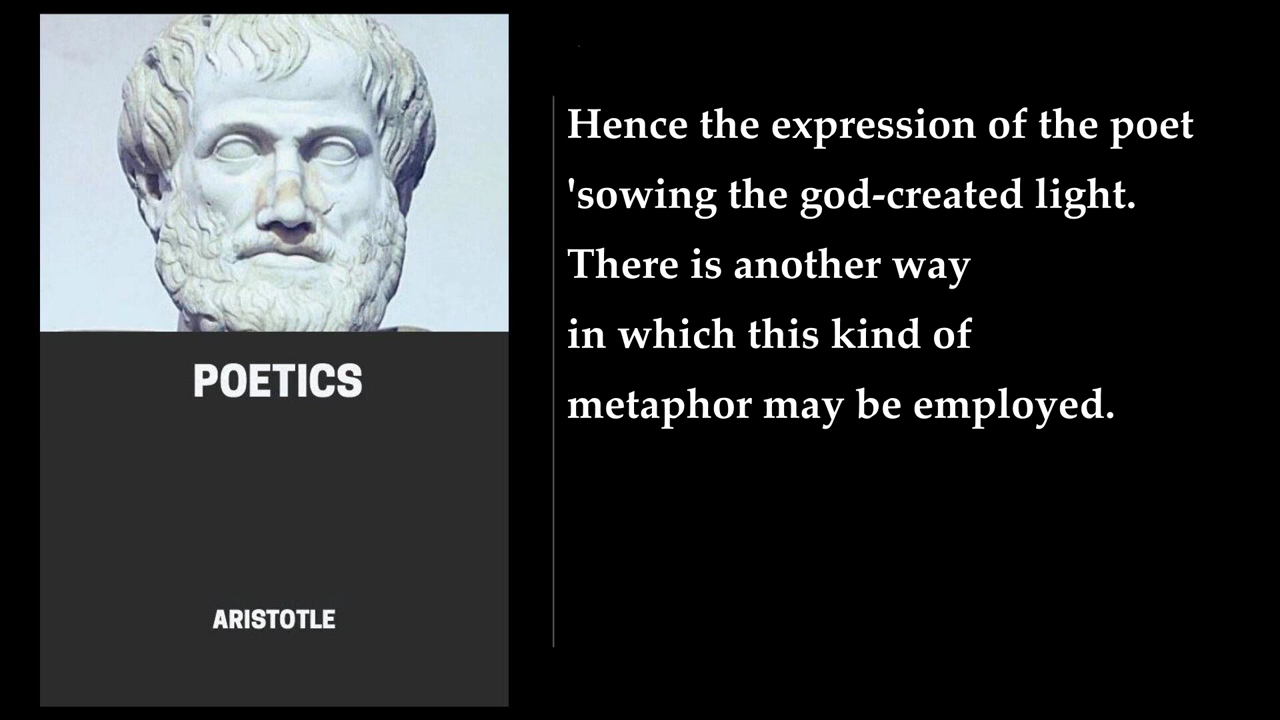 POETICS
ARISTOTLE
Hence the expression of the poet
'sowing the god-created light.
There is another way
in which this kind of
metaphor may be employed.